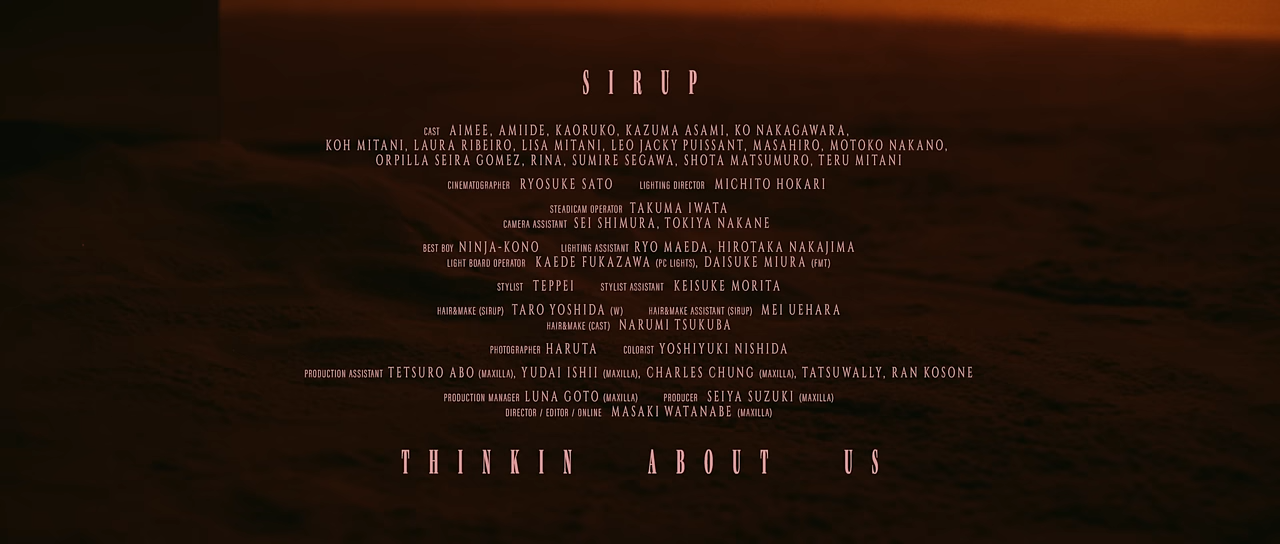 SIRUP
CAST AIMEE, AMIIDE, KAORUKO, KAZUMA ASAMI, KO NAKAGAWARA,
KOH MITANI, LAURA RIBEIRO, LISA MITANI, LEO JACKY PUISSANT, MASAHIRO, MOTOKO NAKANO,
ORPILLA SEIRA GOMEZ, RINA, SUMIRE SEGAWA, SHOTA MATSUMURO, TERU MITANI
CINEMATOGRAPHER RYOSUKE SATO LIGHTING DIRECTOR MICHITO HOKARI
STEADICAM OPERATOR TAKUMA IWATA
CAMERA ASSISTANT SEI SHIMURA, TOKIYA NAKANE
BEST BOY NINJA-KONO LIGHTING ASSISTANT RYO MAEDA, HIROTAKA NAKAJIMA
LIGHT BOARD OPERATOR KAEDE FUKAZAWA (PC LIGHTS), DAISUKE MIURA (FMT)
STYLIST TEPPEI STYLIST ASSISTANT KEISUKE MORITA
HAIR&MAKE (SIRUP) TARO YOSHIDA (W) HAIR&MAKE ASSISTANT (SIRUP) MEI UEHARA
HAIR&MAKE (CAST) NARUMI TSUKUBA
PHOTOGRAPHER HARUTA COLORIST YOSHIYUKI NISHIDA
PRODUCTION ASSISTANT TETSURO ABO (MAXILLA), YUDAI ISHII (MAXILLA), CHARLES CHUNG (MAXILLA), TATSUWALLY, RAN KOSONE
PRODUCTION MANAGER LUNA GOTO (MAXILLA) PRODUCER SEIYA SUZUKI (MAXILLA)
DIRECTOR / EDITOR / ONLINE MASAKI WATANABE (MAXILLA)
THINKIN ABOUT US